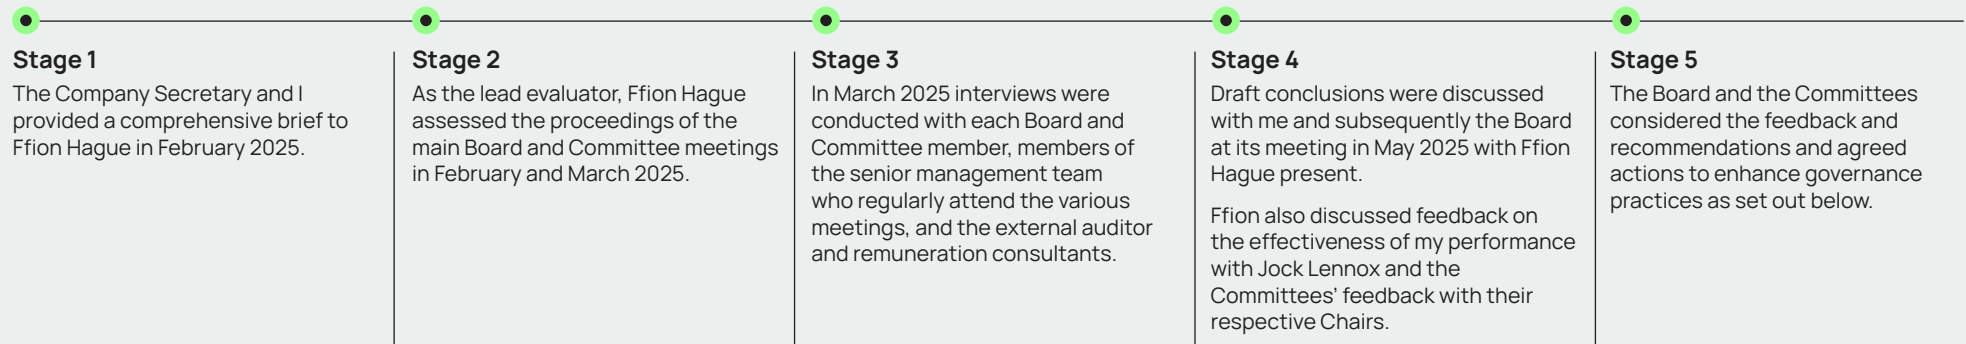 Stage 1
The Company Secretary and I
provided a comprehensive brief to
Ffion Hague in February 2025.
Stage 2
As the lead evaluator, Ffion Hague
assessed the proceedings of the
main Board and Committee meetings
in February and March 2025.
Stage 3
In March 2025 interviews were
conducted with each Board and
Committee member, members of
the senior management team
who regularly attend the various
meetings, and the external auditor
and remuneration consultants.
Stage 4
Draft conclusions were discussed
with me and subsequently the Board
at its meeting in May 2025 with Ffion
Hague present.
Ffion also discussed feedback on
the effectiveness of my performance
with Jock Lennox and the
Committees’ feedback with their
respective Chairs.
Stage 5
The Board and the Committees
considered the feedback and
recommendations and agreed
actions to enhance governance
practices as set out below.